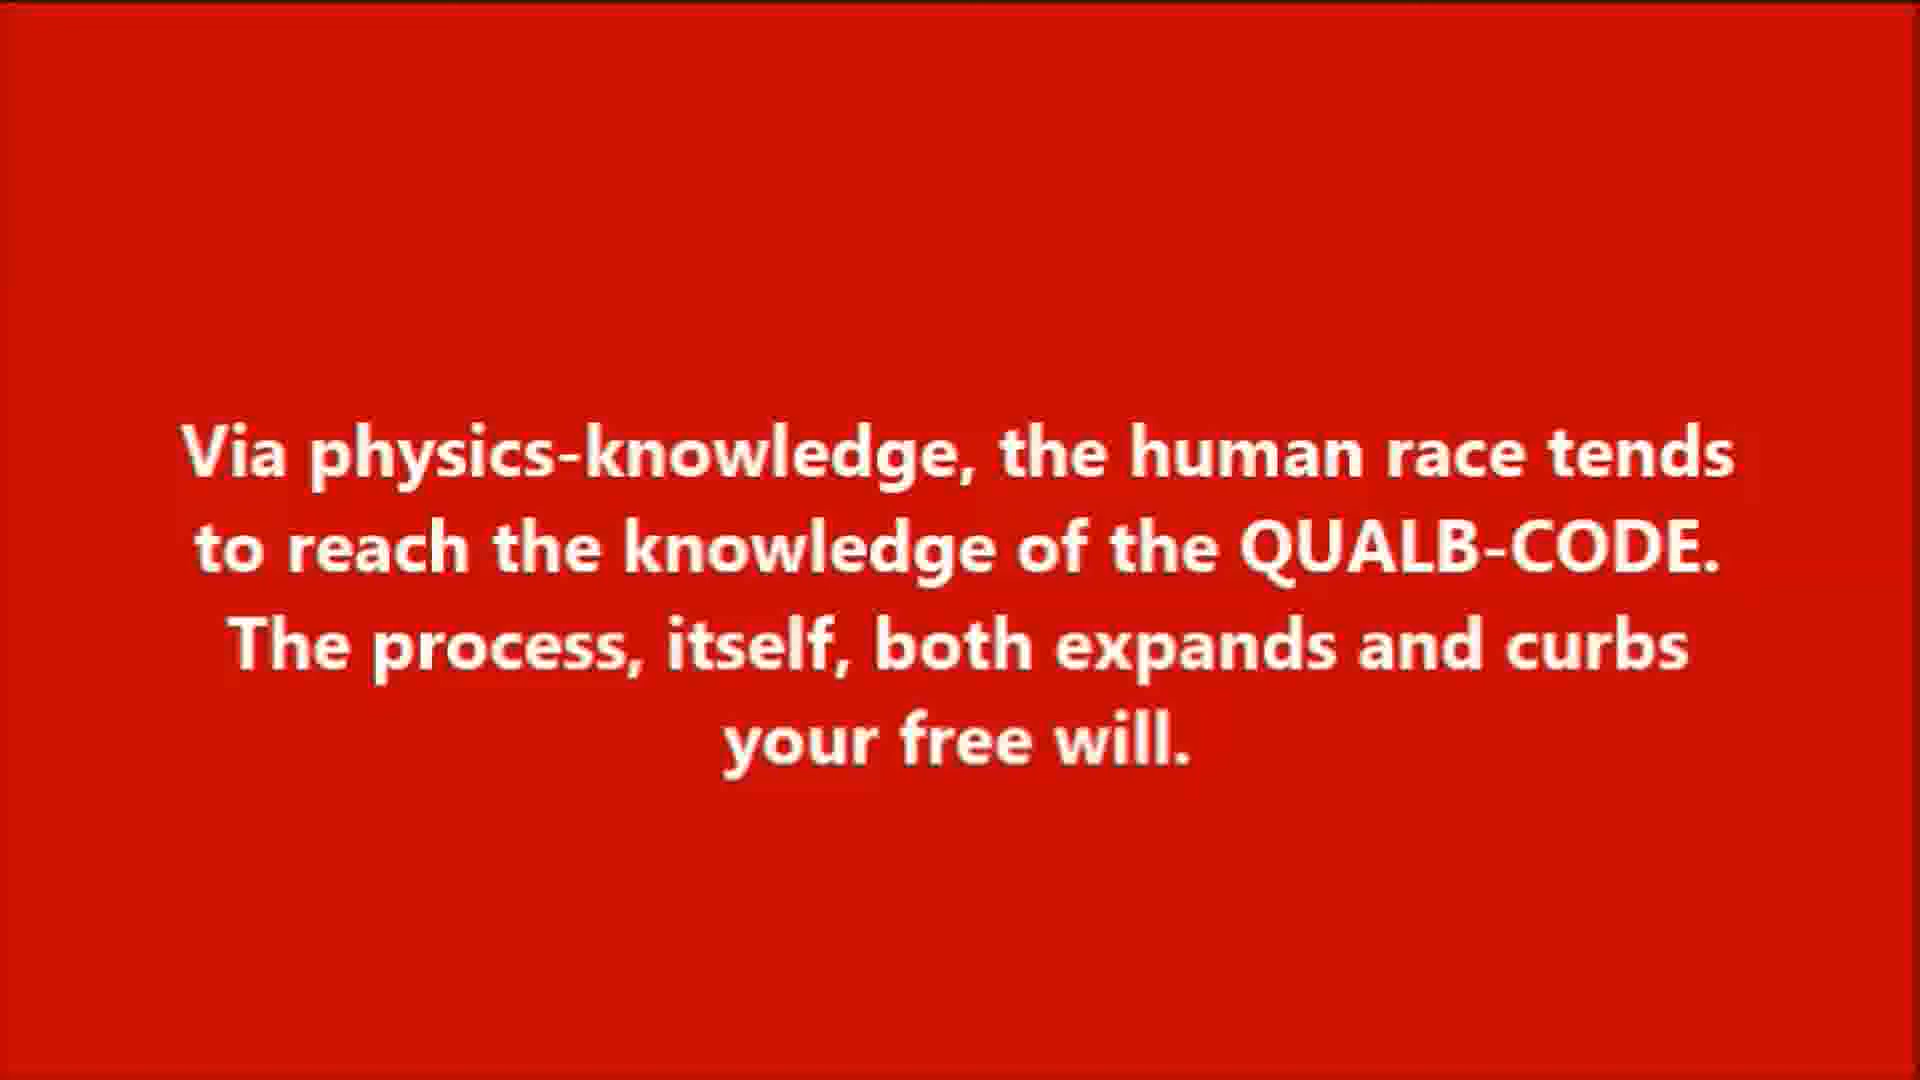 Via physics-knowledge, the human race tends
to reach the knowledge of the QUALB-CODE.
The process, itself, both expands and curbs
your free will.